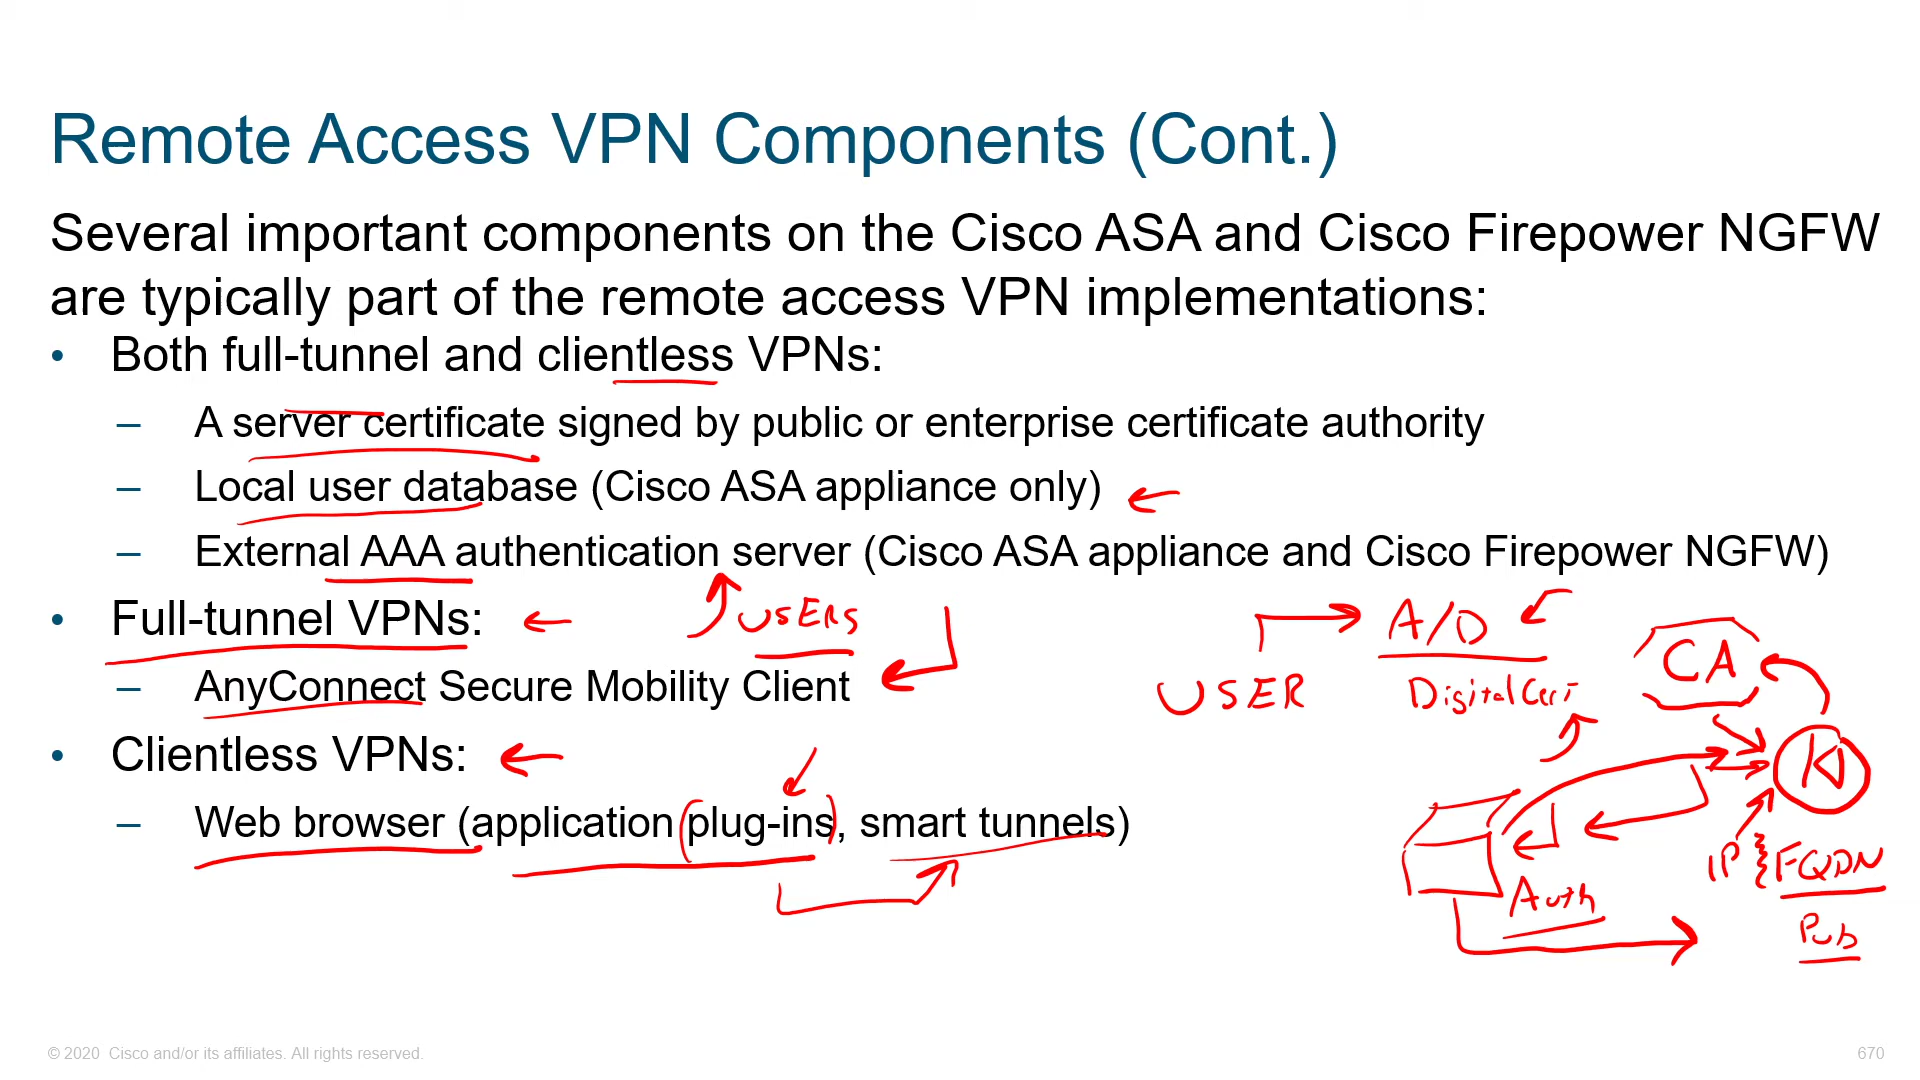 Remote Access VPN Components (Cont.)
Several important components on the Cisco ASA and Cisco Firepower NGFW
are typically part of the remote access VPN implementations:
• Both full-tunnel and clientless VPNs:
– A server certificate signed by public or enterprise certificate authority
– Local user database (Cisco ASA appliance only)
– External AAA authentication server (Cisco ASA appliance and Cisco Firepower NGFW)
• Full-tunnel VPNs:
USERS
A/D
CA
– AnyConnect Secure Mobility Client
USER
Digital Cert
• Clientless VPNs:
– Web browser (application plug-ins, smart tunnels)
IP } FQDN
Auth
Pub
© 2020 Cisco and/or its affiliates. All rights reserved.
670